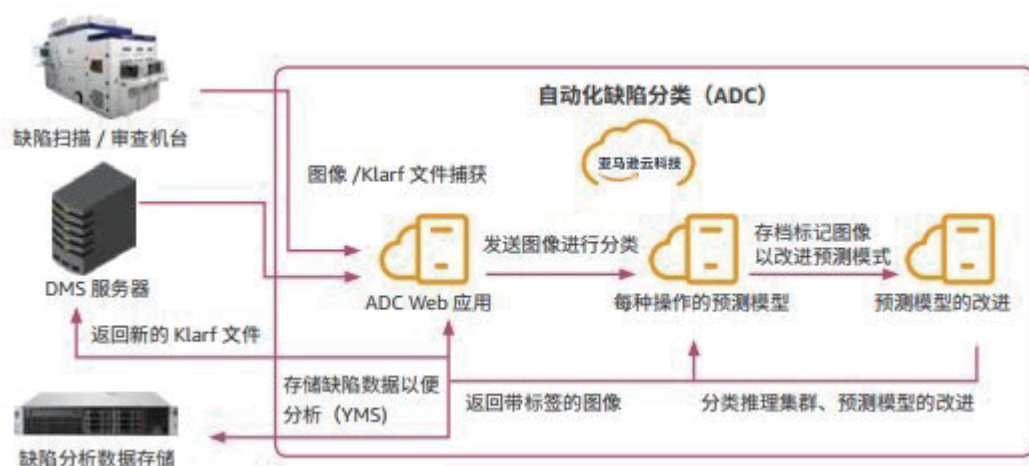 自动化缺陷分类（ADC）
亚马逊云科技
缺陷扫描 / 审查机台
图像 /Klarf 文件捕获
DMS 服务器
ADC Web 应用
发送图像进行分类
每种操作的预测模型
存档标记图像
以改进预测模式
预测模型的改进
返回新的 Klarf 文件
存储缺陷数据以便
分析（YMS)
返回带标签的图像
分类推理集群、预测模型的改进
缺陷分析数据存储